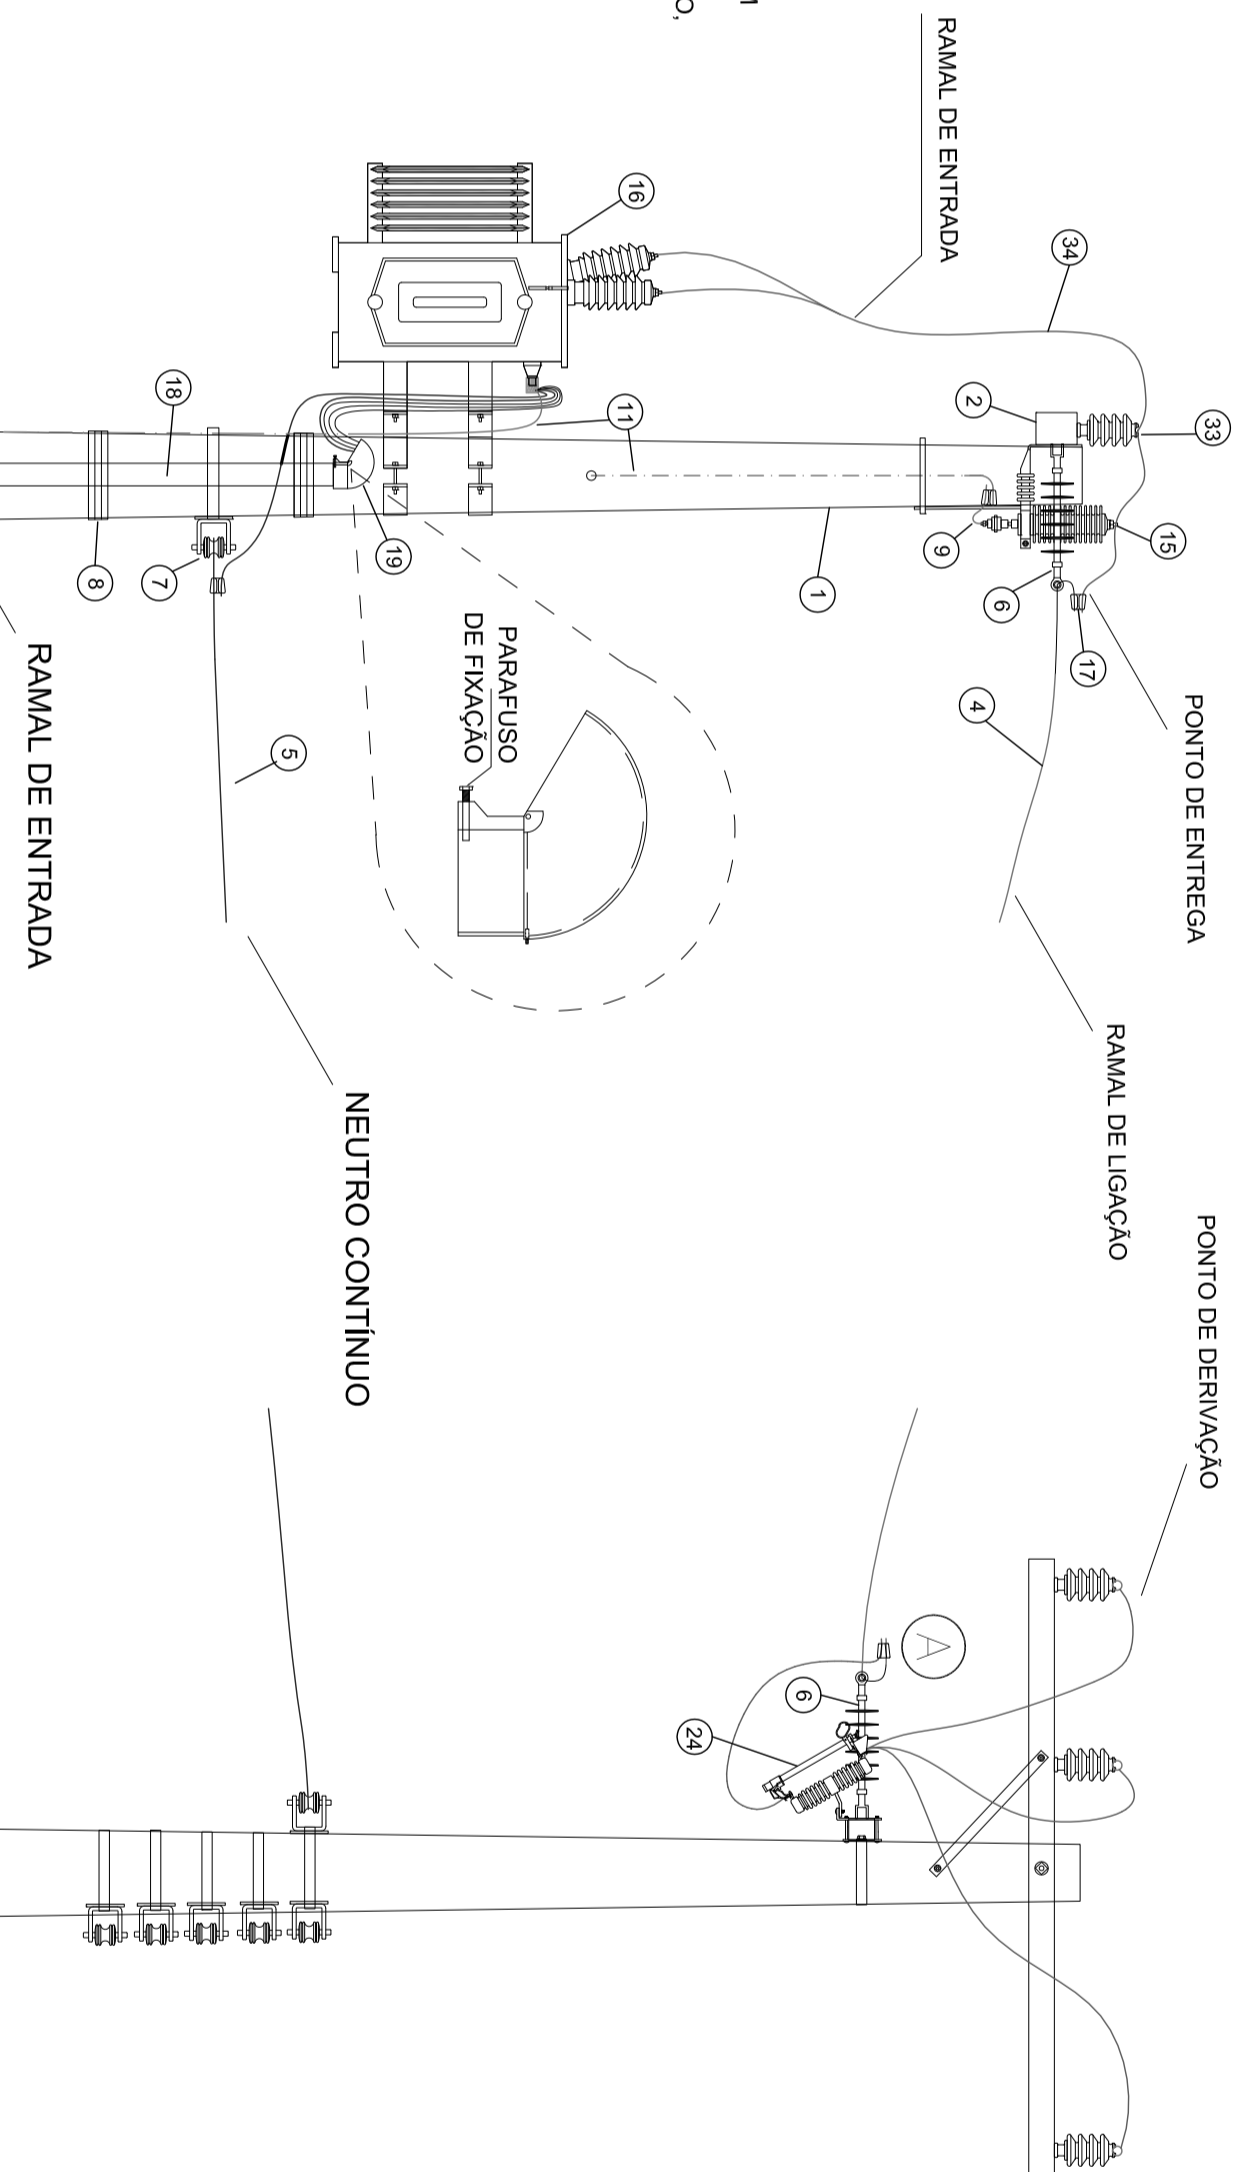 PONTO DE DERIVAÇÃO
PONTO DE ENTREGA
RAMAL DE LIGAÇÃO
RAMAL DE ENTRADA
34
33
2
15
6
17
4
9
1
A
6
24
16
11
PARAFUSO
DE FIXAÇÃO
19
18
7
8
5
NEUTRO CONTÍNUO
RAMAL DE ENTRADA